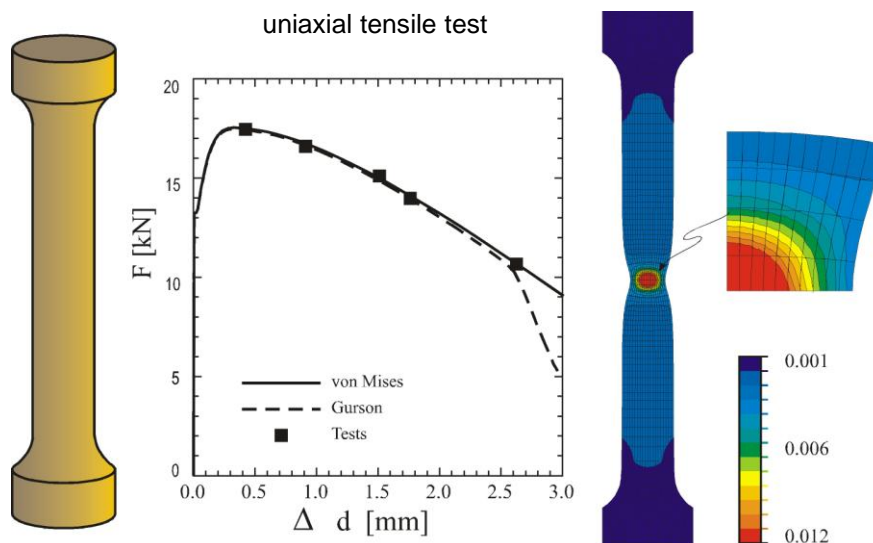 uniaxial tensile test
20
15
10
5
0
F [kN]
von Mises
Gurson
Tests
0.0 0.5 1.0 1.5 2.0 2.5 3.0
Δ d [mm]
0.001
0.006
0.012